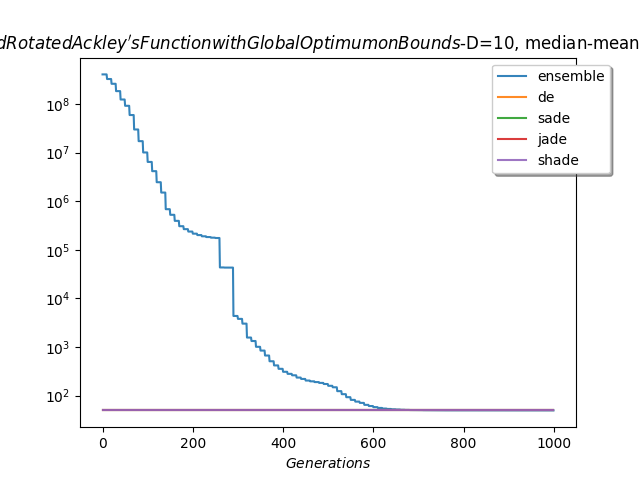 dRotatedAckley'sFunctionwithGlobalOptimumonBounds-D=10, median-mean
ensemble
de
sade
jade
shade
10^8
10^7
10^6
10^5
10^4
10^3
10^2
0 200 400 600 800 1000
Generations